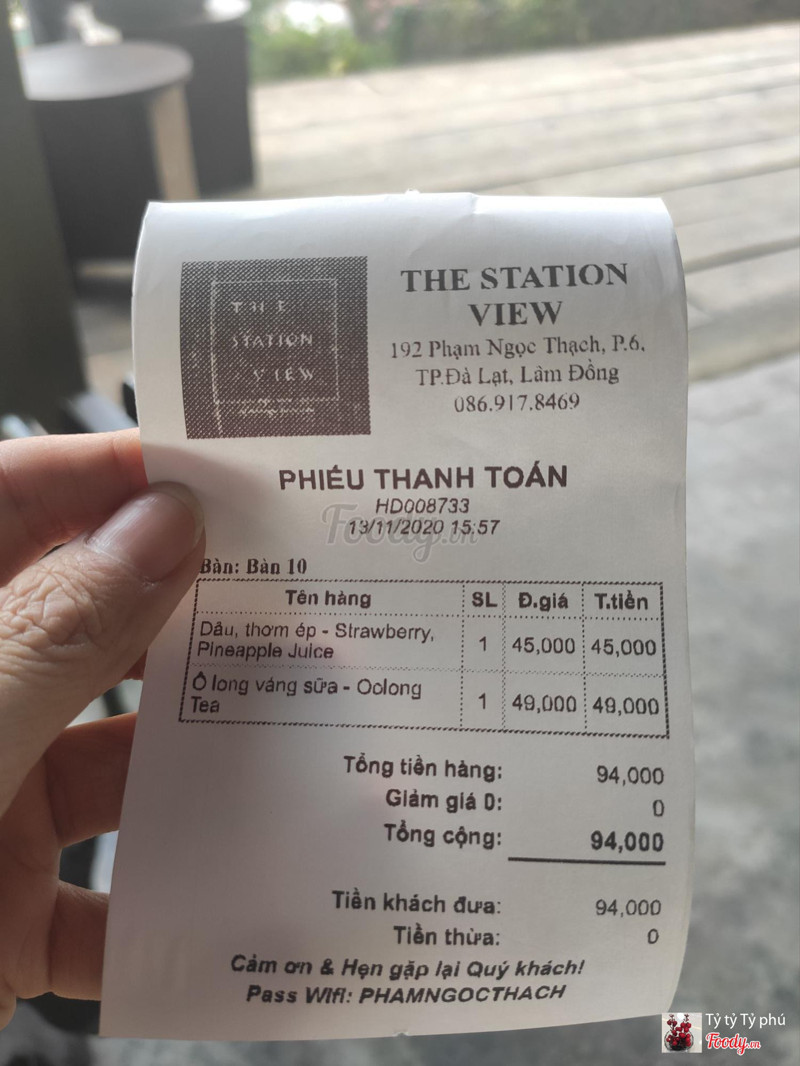 THE
STATION
VIEW
THE STATION
VIEW
192 Phạm Ngọc Thạch, P.6,
TP.Đà Lạt, Lâm Đồng
086.917.8469
PHIẾU THANH TOÁN
HD008733
13/11/2020 15:57
Foody.vn
Bàn: Bàn 10
Tên hàng SL Đ.giá T.tiền
Dâu, thơm ép - Strawberry,
Pineapple Juice 1 45,000 45,000
Ô long váng sữa - Oolong
Tea 1 49,000 49,000
Tổng tiền hàng: 94,000
Giảm giá 0: 0
Tổng cộng: 94,000
Tiền khách đưa: 94,000
Tiền thừa: 0
Cảm ơn & Hẹn gặp lại Quý khách!
Pass Wifi: PHAMNGOCTHACH
Tỷ tỷ Tỷ phú
Foody.vn